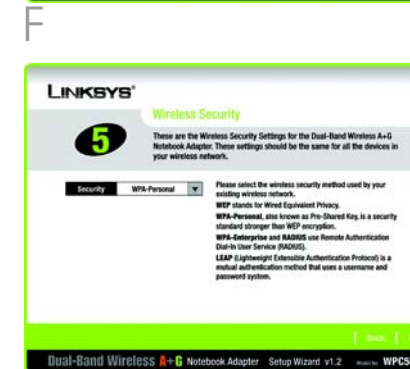 F
LINKSYS®
Wireless Security
5
These are the Wireless Security Settings for the Dual-Band Wireless A+G
Notebook Adapter. These settings should be the same for all the devices in
your wireless network.
Security WPA-Personal
Please select the wireless security method used by your
existing wireless network.
WEP stands for Wired Equivalent Privacy.
WPA-Personal, also known as Pre-Shared Key, is a security
standard stronger than WEP encryption.
WPA-Enterprise and RADIUS use Remote Authentication
Dial-In User Service (RADIUS).
LEAP (Lightweight Extensible Authentication Protocol) is a
mutual authentication method that uses a username and
password system.
Back
Dual-Band Wireless A+G Notebook Adapter Setup Wizard v1.2 Model No. WPC5